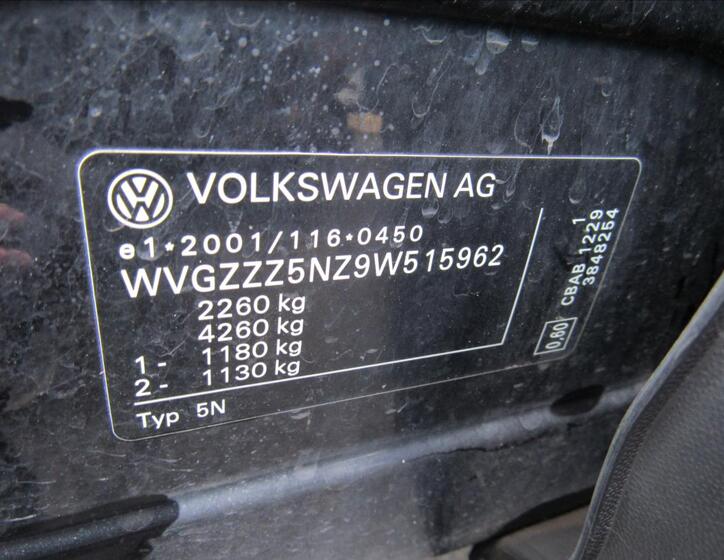 VOLKSWAGEN AG
e1*2001/116*0450
WVGZZZ5NZ9W515962
2260 kg
4260 kg
1 - 1180 kg
2 - 1130 kg
Typ 5N
0,60
CBAB 1229 1
3848254